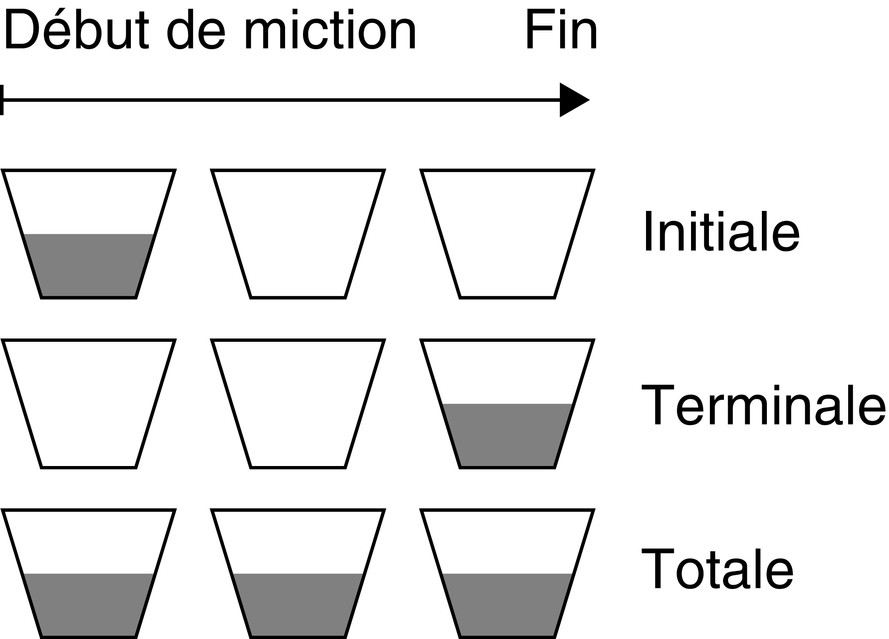 Début de miction Fin
Initiale
Terminale
Totale